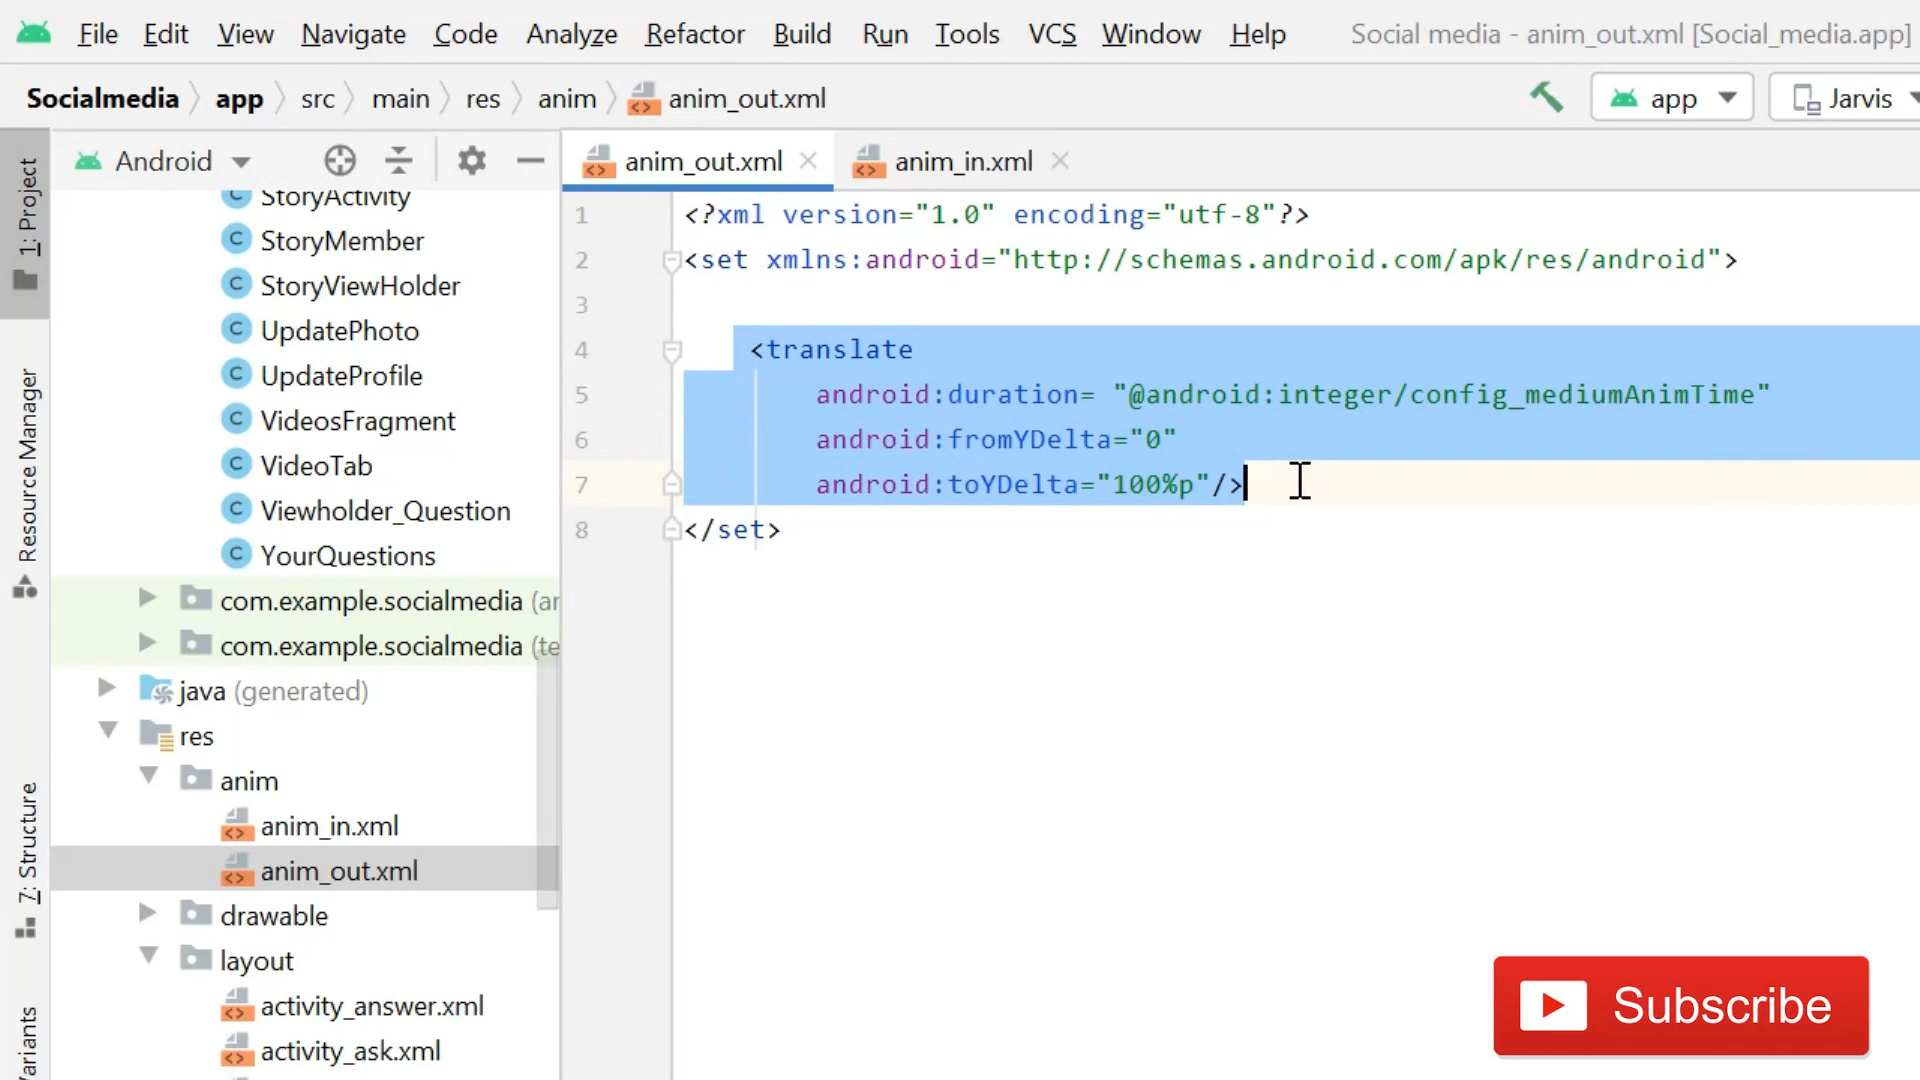 File Edit View Navigate Code Analyze Refactor Build Run Tools VCS Window Help Social media - anim_out.xml [Social_media.app]
Socialmedia app src main res anim anim_out.xml app Jarvis
1: Project
Resource Manager
7: Structure
Android
StoryActivity
StoryMember
StoryViewHolder
UpdatePhoto
UpdateProfile
VideosFragment
VideoTab
Viewholder_Question
YourQuestions
com.example.socialmedia (an
com.example.socialmedia (te
java (generated)
res
anim
anim_in.xml
anim_out.xml
drawable
layout
activity_answer.xml
activity_ask.xml
anim_out.xml anim_in.xml
1 <?xml version="1.0" encoding="utf-8"?>
2 <set xmlns:android="http://schemas.android.com/apk/res/android">
3
4 <translate
5 android:duration= "@android:integer/config_mediumAnimTime"
6 android:fromYDelta="0"
7 android:toYDelta="100%p"/>
8 </set>
Subscribe